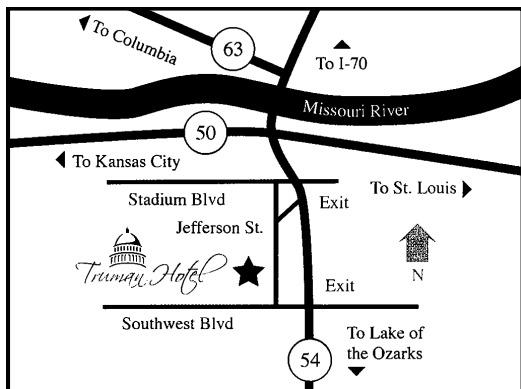 To Columbia
63
To I-70
Missouri River
50
To Kansas City
To St. Louis
Stadium Blvd
Exit
Jefferson St.
Truman Hotel
N
Exit
Southwest Blvd
To Lake of
the Ozarks
54